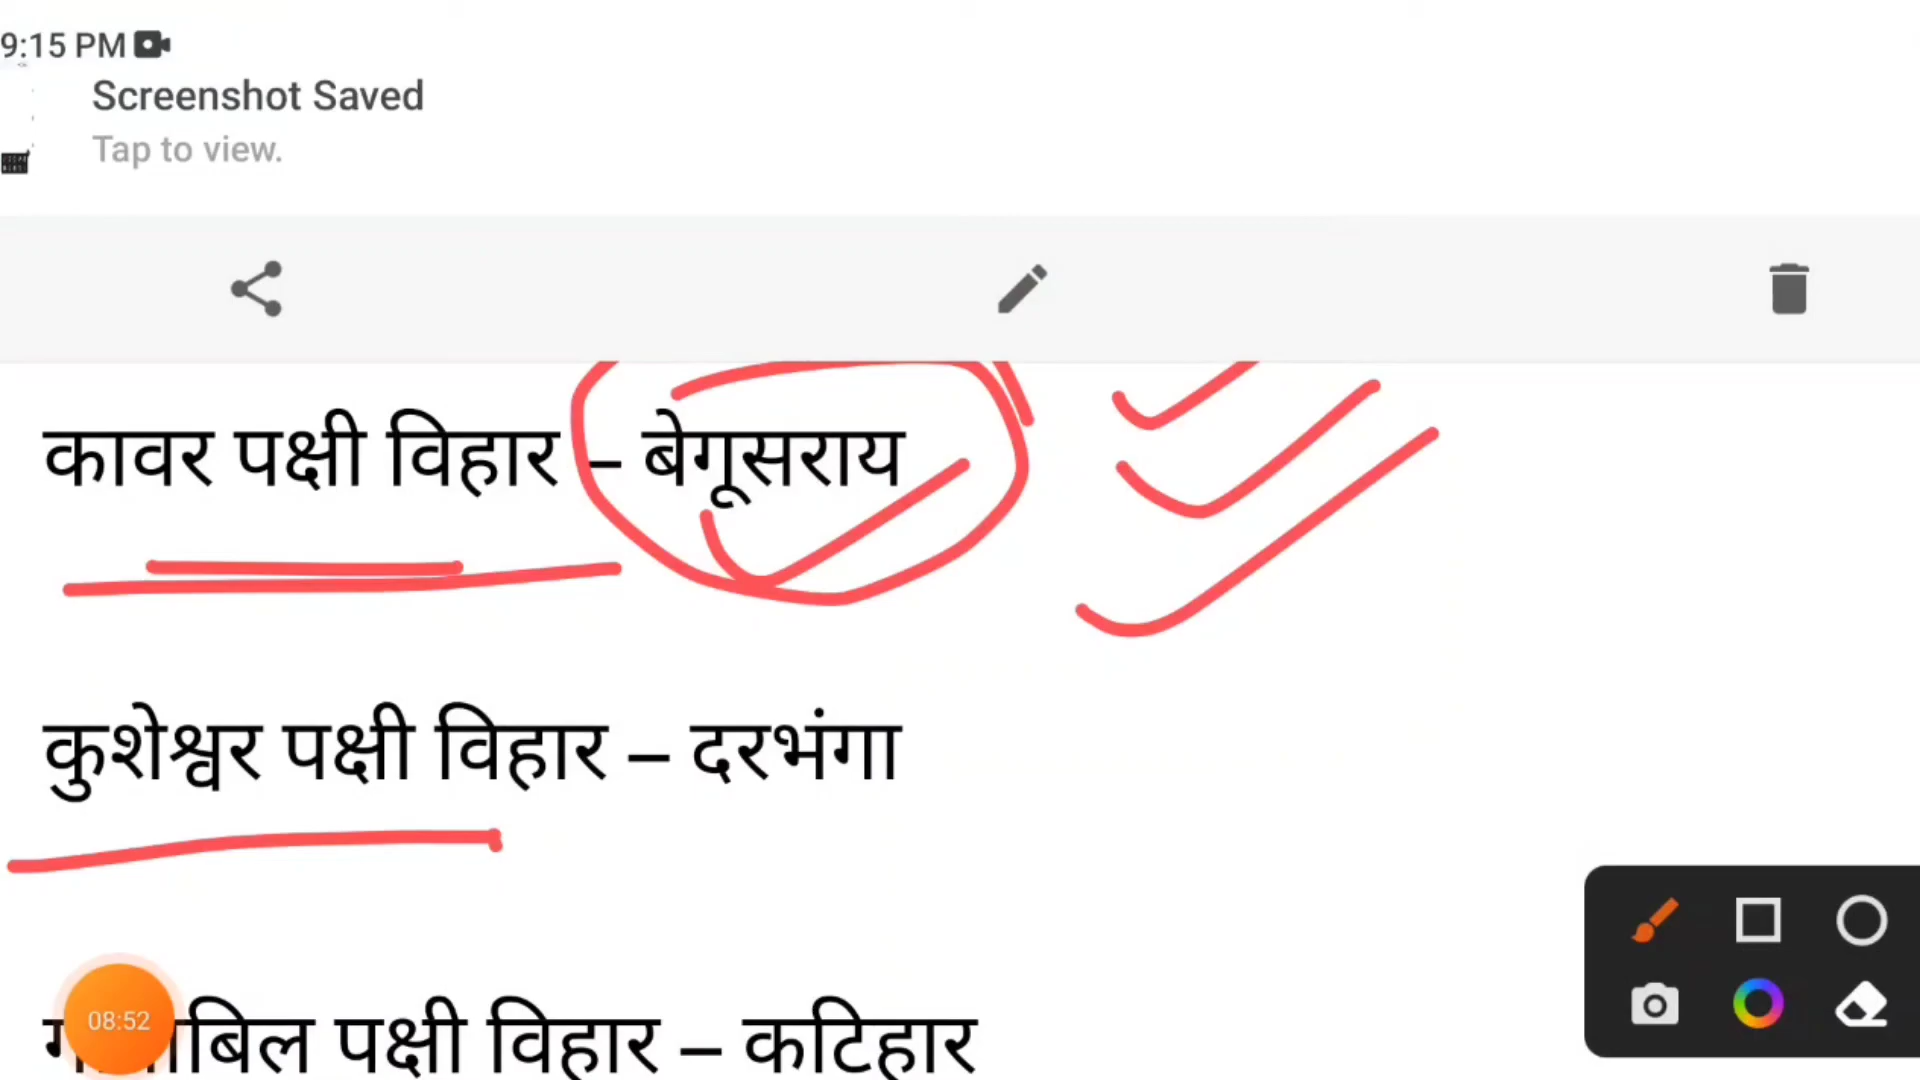 9:15 PM
Screenshot Saved
Tap to view.
कावर पक्षी विहार – बेगूसराय
कुशेश्वर पक्षी विहार – दरभंगा
पक्षी विहार – कटिहार
08:52